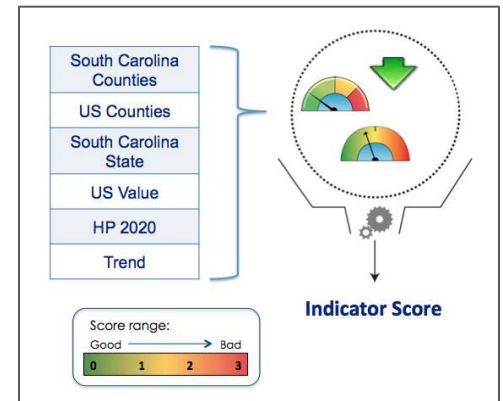 South Carolina
Counties
US Counties
South Carolina
State
US Value
HP 2020
Trend
Indicator Score
Score range:
Good Bad
0 1 2 3